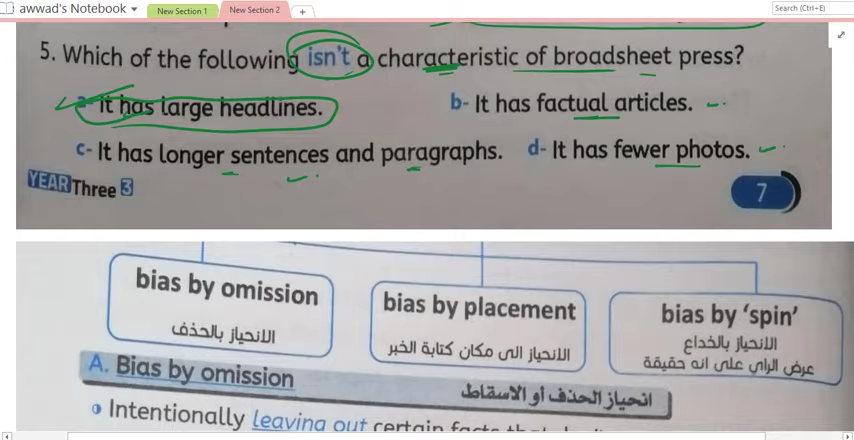 awwad's Notebook
New Section 1
New Section 2
+
Search (Ctrl+E)
5. Which of the following isn't a characteristic of broadsheet press?
a- It has large headlines.
b- It has factual articles.
c- It has longer sentences and paragraphs.
d- It has fewer photos.
YEAR Three 3
7
bias by omission
الانحياز بالحذف
bias by placement
الانحياز الى مكان كتابة الخبر
bias by ‘spin’
الانحياز بالخداع
عرض الراي على انه حقيقة
A. Bias by omission
انحياز الحذف أو الاسقاط
Intentionally leaving out certain facts that